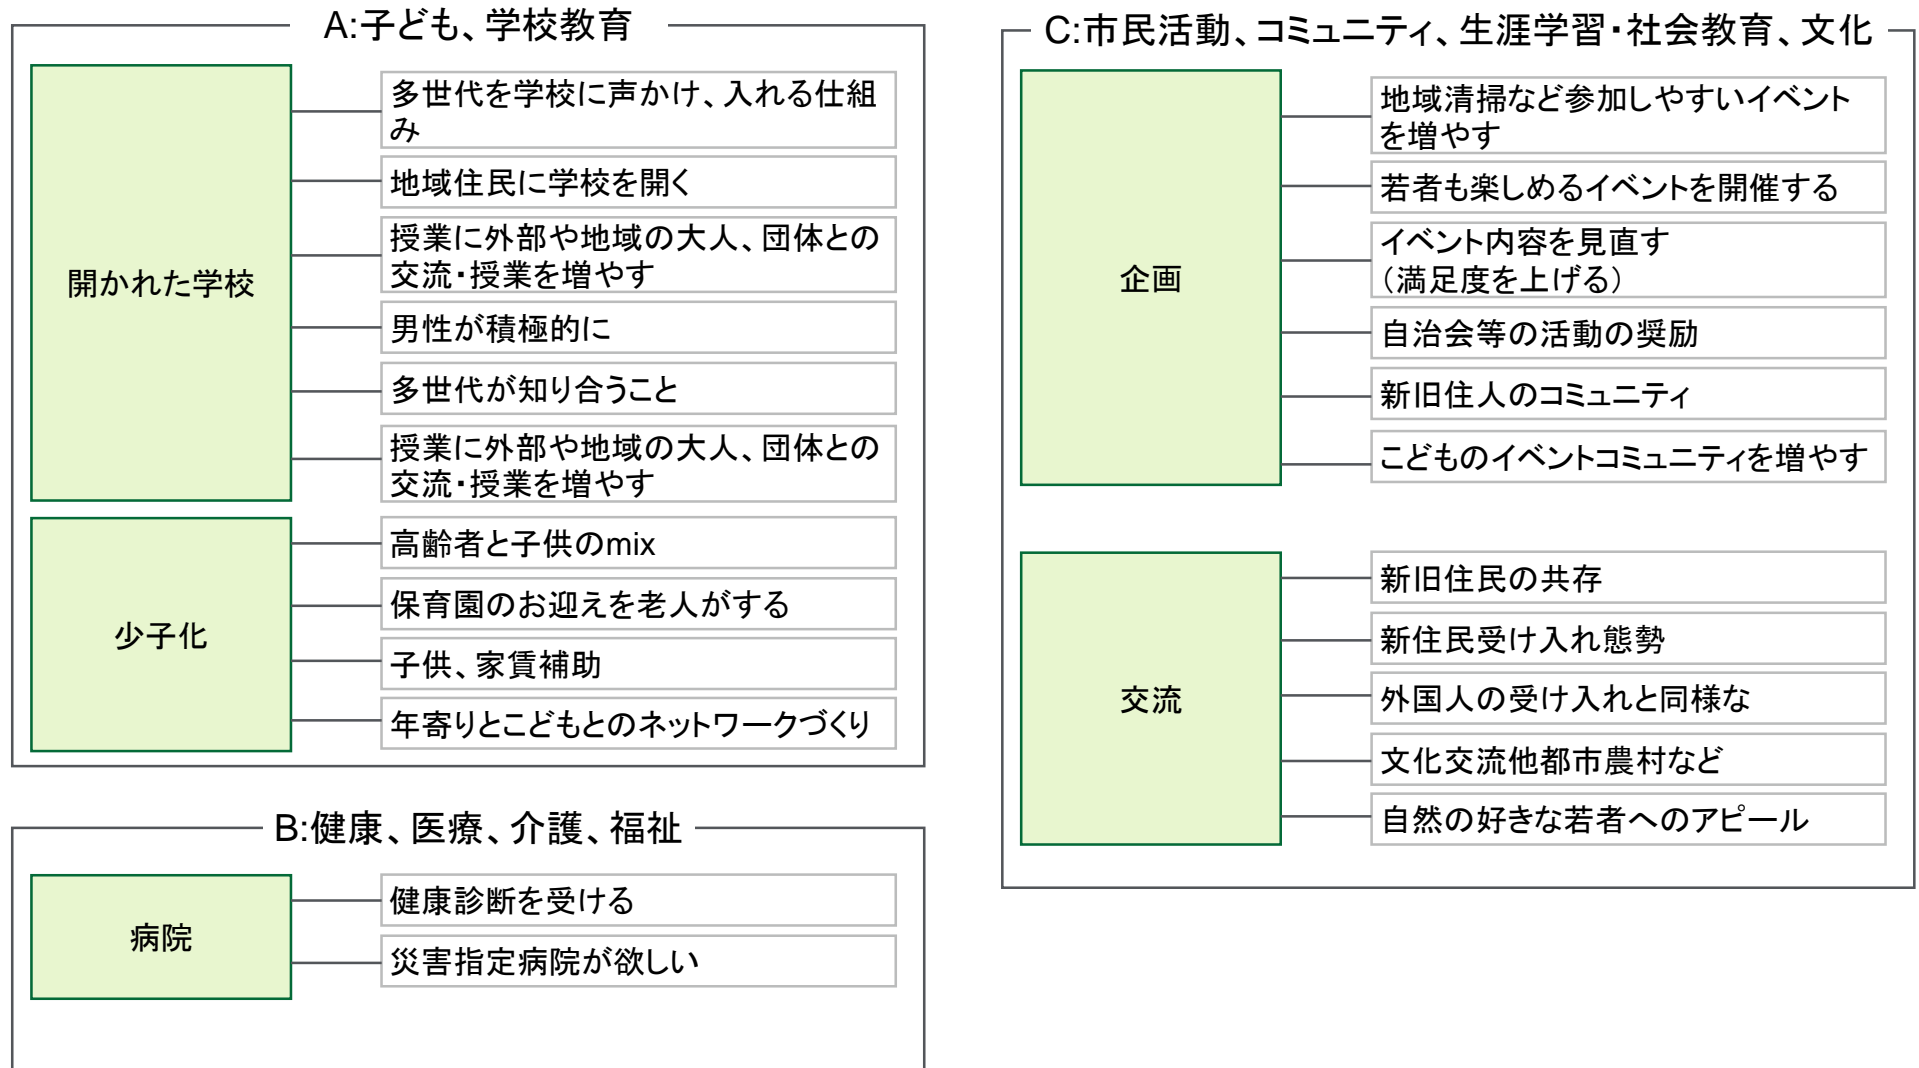 A:子ども、学校教育
開かれた学校
多世代を学校に声かけ、入れる仕組
み
地域住民に学校を開く
授業に外部や地域の大人、団体との
交流・授業を増やす
男性が積極的に
多世代が知り合うこと
授業に外部や地域の大人、団体との
交流・授業を増やす
少子化
高齢者と子供のmix
保育園のお迎えを老人がする
子供、家賃補助
年寄りとこどもとのネットワークづくり
B:健康、医療、介護、福祉
病院
健康診断を受ける
災害指定病院が欲しい
C:市民活動、コミュニティ、生涯学習・社会教育、文化
企画
地域清掃など参加しやすいイベント
を増やす
若者も楽しめるイベントを開催する
イベント内容を見直す
（満足度を上げる）
自治会等の活動の奨励
新旧住人のコミュニティ
こどものイベントコミュニティを増やす
交流
新旧住民の共存
新住民受け入れ態勢
外国人の受け入れと同様な
文化交流他都市農村など
自然の好きな若者へのアピール